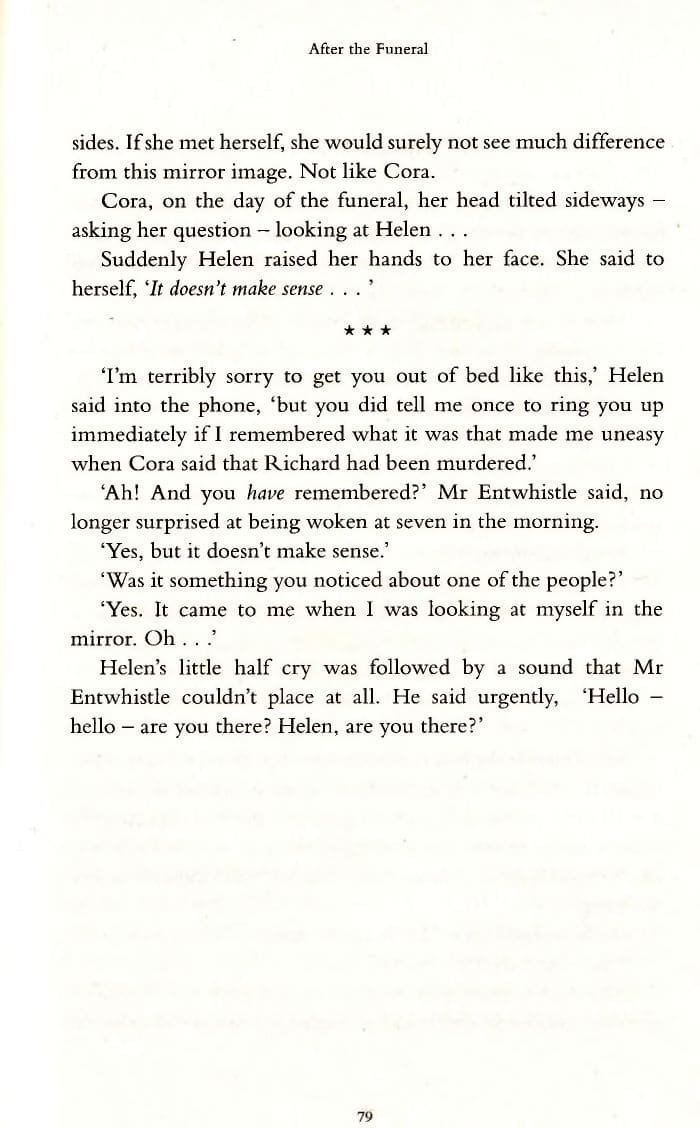 After the Funeral
sides. If she met herself, she would surely not see much difference
from this mirror image. Not like Cora.
Cora, on the day of the funeral, her head tilted sideways –
asking her question – looking at Helen . . .
Suddenly Helen raised her hands to her face. She said to
herself, ‘It doesn’t make sense . . . ’
★ ★ ★
‘I’m terribly sorry to get you out of bed like this,’ Helen
said into the phone, ‘but you did tell me once to ring you up
immediately if I remembered what it was that made me uneasy
when Cora said that Richard had been murdered.’
‘Ah! And you have remembered?’ Mr Entwhistle said, no
longer surprised at being woken at seven in the morning.
‘Yes, but it doesn’t make sense.’
‘Was it something you noticed about one of the people?’
‘Yes. It came to me when I was looking at myself in the
mirror. Oh . . .’
Helen’s little half cry was followed by a sound that Mr
Entwhistle couldn’t place at all. He said urgently, ‘Hello –
hello – are you there? Helen, are you there?’
79